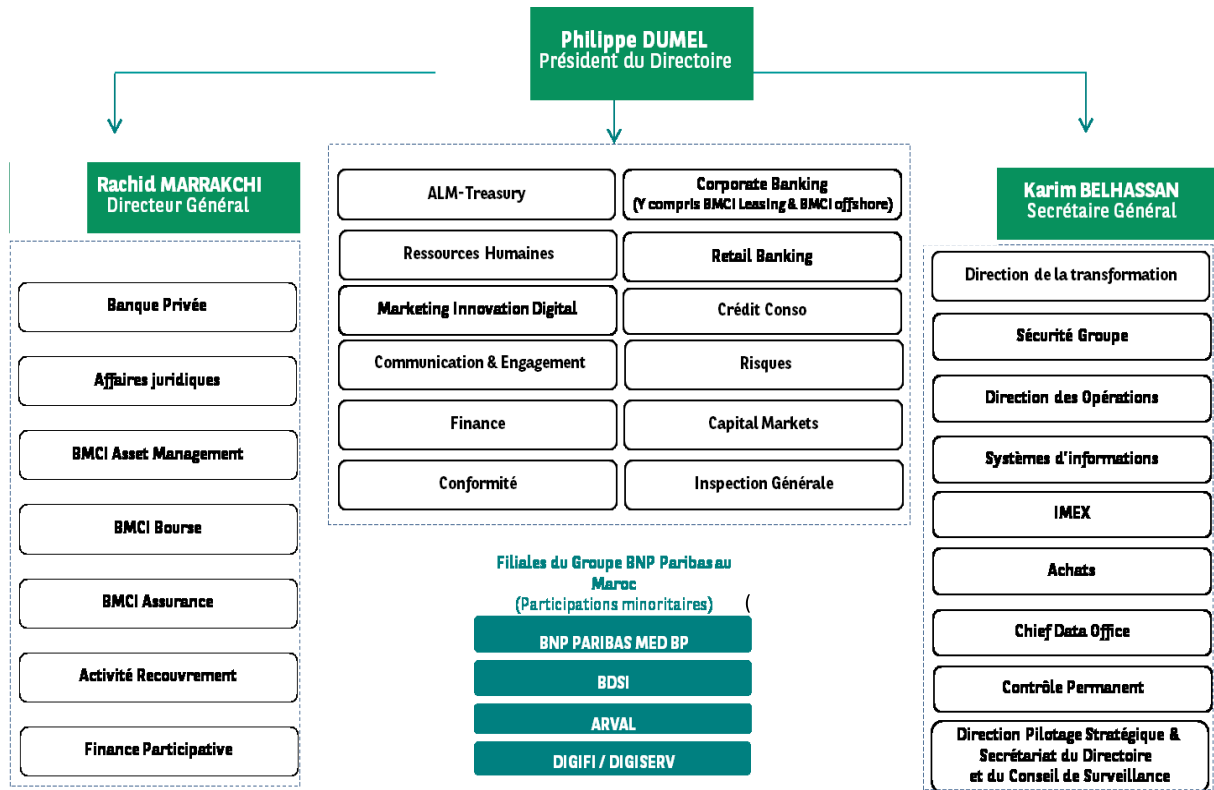 Philippe DUMEL
Président du Directoire
Rachid MARRAKCHI
Directeur Général
Banque Privée
Affaires juridiques
BMCI Asset Management
BMCI Bourse
BMCI Assurance
Activité Recouvrement
Finance Participative
ALM-Treasury
Corporate Banking
(Y compris BMCI Leasing & BMCI offshore)
Ressources Humaines
Retail Banking
Marketing Innovation Digital
Crédit Conso
Communication & Engagement
Risques
Finance
Capital Markets
Conformité
Inspection Générale
Filiales du Groupe BNP Paribas au
Maroc
(Participations minoritaires) (
BNP PARIBAS MED BP
BDSI
ARVAL
DIGIFI / DIGISERV
Karim BELHASSAN
Secrétaire Général
Direction de la transformation
Sécurité Groupe
Direction des Opérations
Systèmes d'informations
IMEX
Achats
Chief Data Office
Contrôle Permanent
Direction Pilotage Stratégique &
Secrétariat du Directoire
et du Conseil de Surveillance